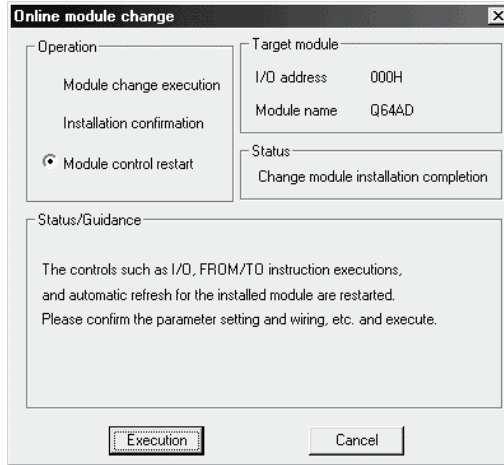 Online module change
Operation
Module change execution
Installation confirmation
Module control restart
Target module
I/O address 000H
Module name Q64AD
Status
Change module installation completion
Status/Guidance
The controls such as I/O, FROM/TO instruction executions,
and automatic refresh for the installed module are restarted.
Please confirm the parameter setting and wiring, etc. and execute.
Execution
Cancel